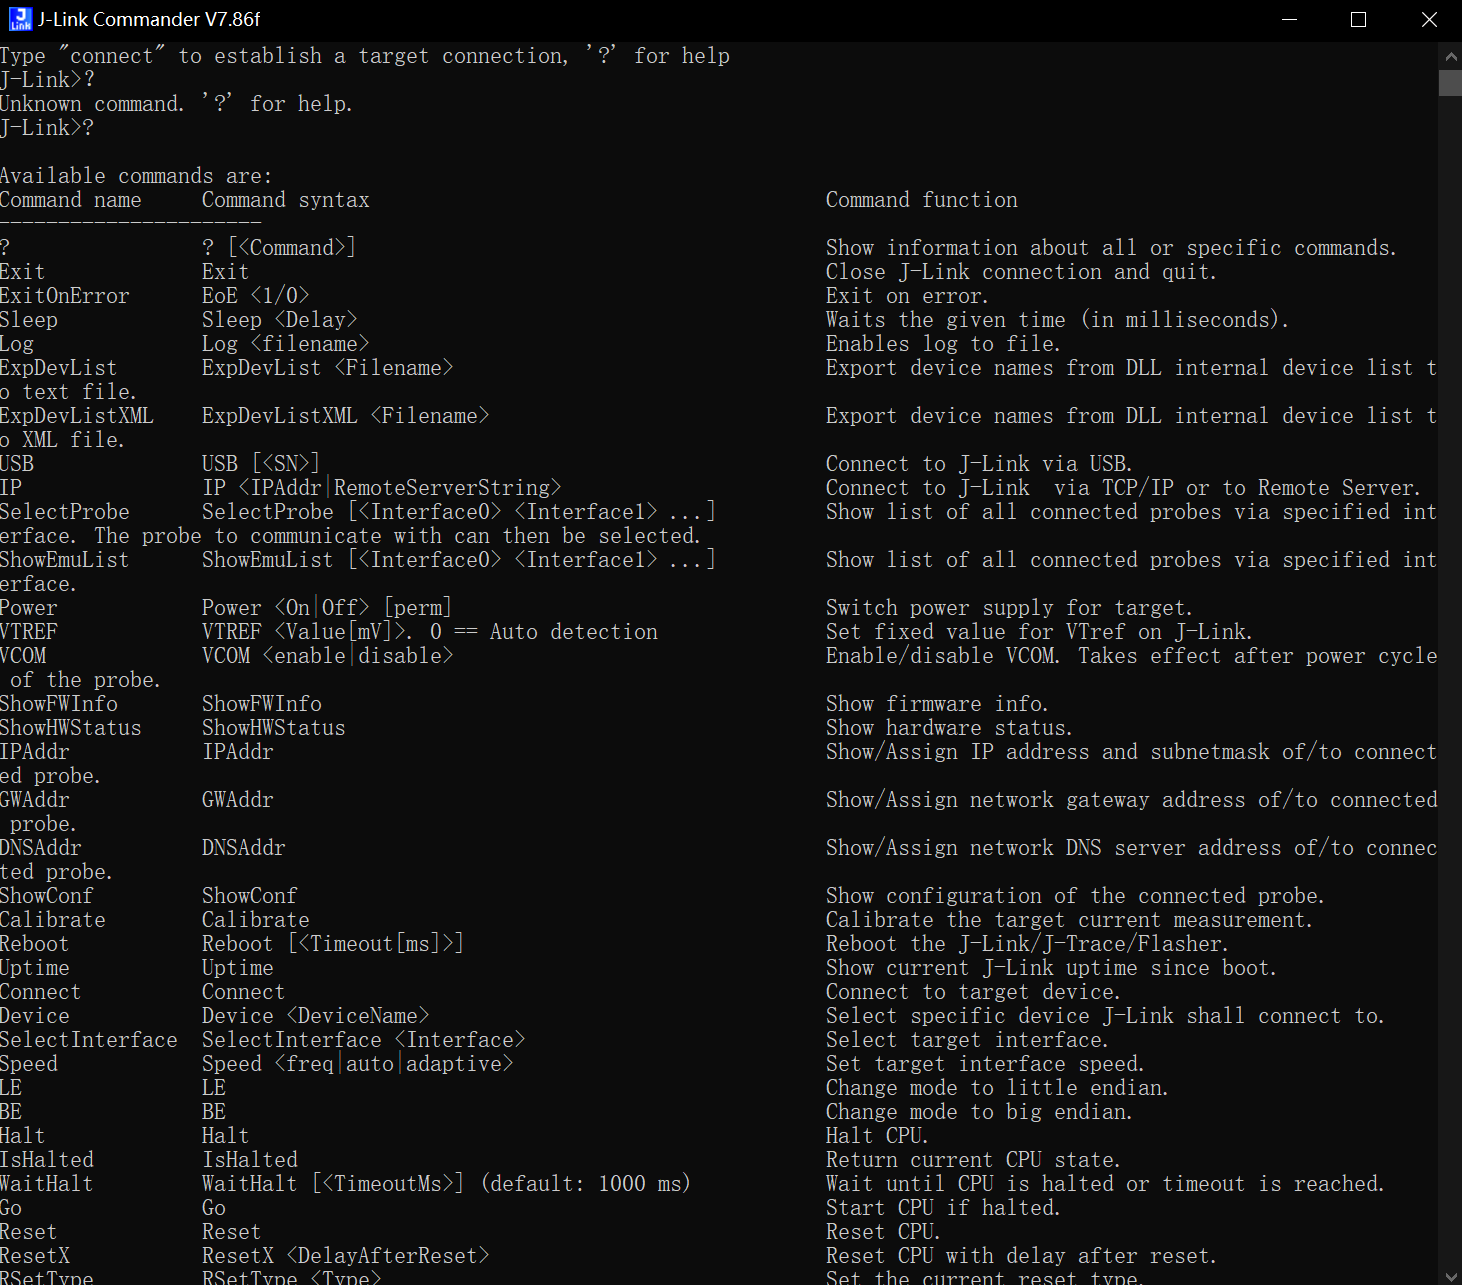 J-Link Commander V7.86f
Type "connect" to establish a target connection, '?' for help
J-Link>?
Unknown command. '?' for help.
J-Link>?
Available commands are:
Command name     Command syntax                                      Command function
----------------------
?                ? [<Command>]                                       Show information about all or specific commands.
Exit             Exit                                                Close J-Link connection and quit.
ExitOnError      EoE <1/0>                                           Exit on error.
Sleep            Sleep <Delay>                                       Waits the given time (in milliseconds).
Log              Log <filename>                                      Enables log to file.
ExpDevList       ExpDevList <Filename>                               Export device names from DLL internal device list t
o text file.
ExpDevListXML    ExpDevListXML <Filename>                            Export device names from DLL internal device list t
o XML file.
USB              USB [<SN>]                                          Connect to J-Link via USB.
IP               IP <IPAddr|RemoteServerString>                      Connect to J-Link  via TCP/IP or to Remote Server.
SelectProbe      SelectProbe [<Interface0> <Interface1> ...]         Show list of all connected probes via specified int
erface. The probe to communicate with can then be selected.
ShowEmuList      ShowEmuList [<Interface0> <Interface1> ...]         Show list of all connected probes via specified int
erface.
Power            Power <On|Off> [perm]                               Switch power supply for target.
VTREF            VTREF <Value[mV]>. 0 == Auto detection              Set fixed value for VTref on J-Link.
VCOM             VCOM <enable|disable>                               Enable/disable VCOM. Takes effect after power cycle
 of the probe.
ShowFWInfo       ShowFWInfo                                          Show firmware info.
ShowHWStatus     ShowHWStatus                                        Show hardware status.
IPAddr           IPAddr                                              Show/Assign IP address and subnetmask of/to connect
ed probe.
GWAddr           GWAddr                                              Show/Assign network gateway address of/to connected
 probe.
DNSAddr          DNSAddr                                             Show/Assign network DNS server address of/to connec
ted probe.
ShowConf         ShowConf                                            Show configuration of the connected probe.
Calibrate        Calibrate                                           Calibrate the target current measurement.
Reboot           Reboot [<Timeout[ms]>]                              Reboot the J-Link/J-Trace/Flasher.
Uptime           Uptime                                              Show current J-Link uptime since boot.
Connect          Connect                                             Connect to target device.
Device           Device <DeviceName>                                 Select specific device J-Link shall connect to.
SelectInterface  SelectInterface <Interface>                         Select target interface.
Speed            Speed <freq|auto|adaptive>                          Set target interface speed.
LE               LE                                                  Change mode to little endian.
BE               BE                                                  Change mode to big endian.
Halt             Halt                                                Halt CPU.
IsHalted         IsHalted                                            Return current CPU state.
WaitHalt         WaitHalt [<TimeoutMs>] (default: 1000 ms)           Wait until CPU is halted or timeout is reached.
Go               Go                                                  Start CPU if halted.
Reset            Reset                                               Reset CPU.
ResetX           ResetX <DelayAfterReset>                            Reset CPU with delay after reset.
RSetType         RSetType <Type>                                     Set the current reset type.